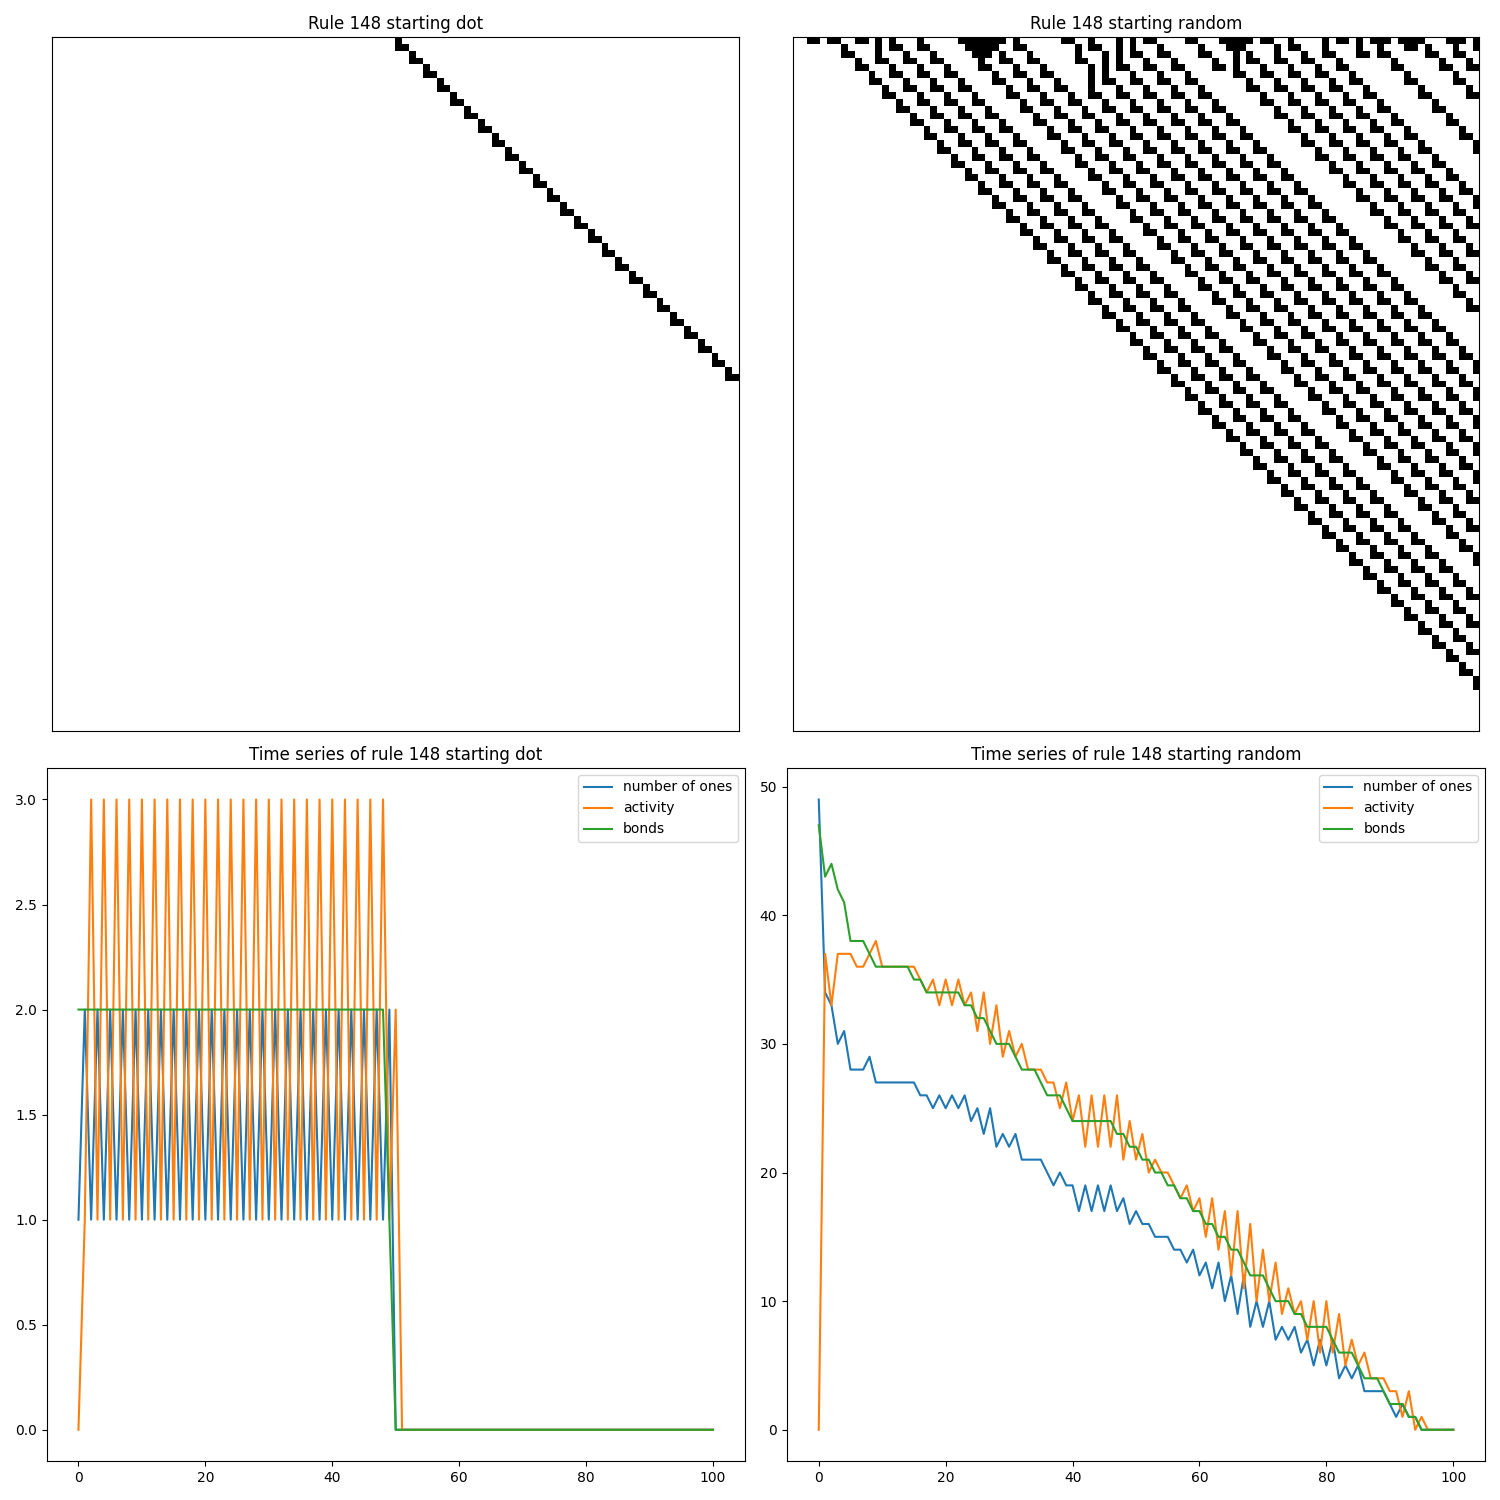 Rule 148 starting dot
Rule 148 starting random
Time series of rule 148 starting dot
3.0
2.5
2.0
1.5
1.0
0.5
0.0
0
20
40
60
80
100
number of ones
activity
bonds
Time series of rule 148 starting random
50
40
30
20
10
0
0
20
40
60
80
100
number of ones
activity
bonds